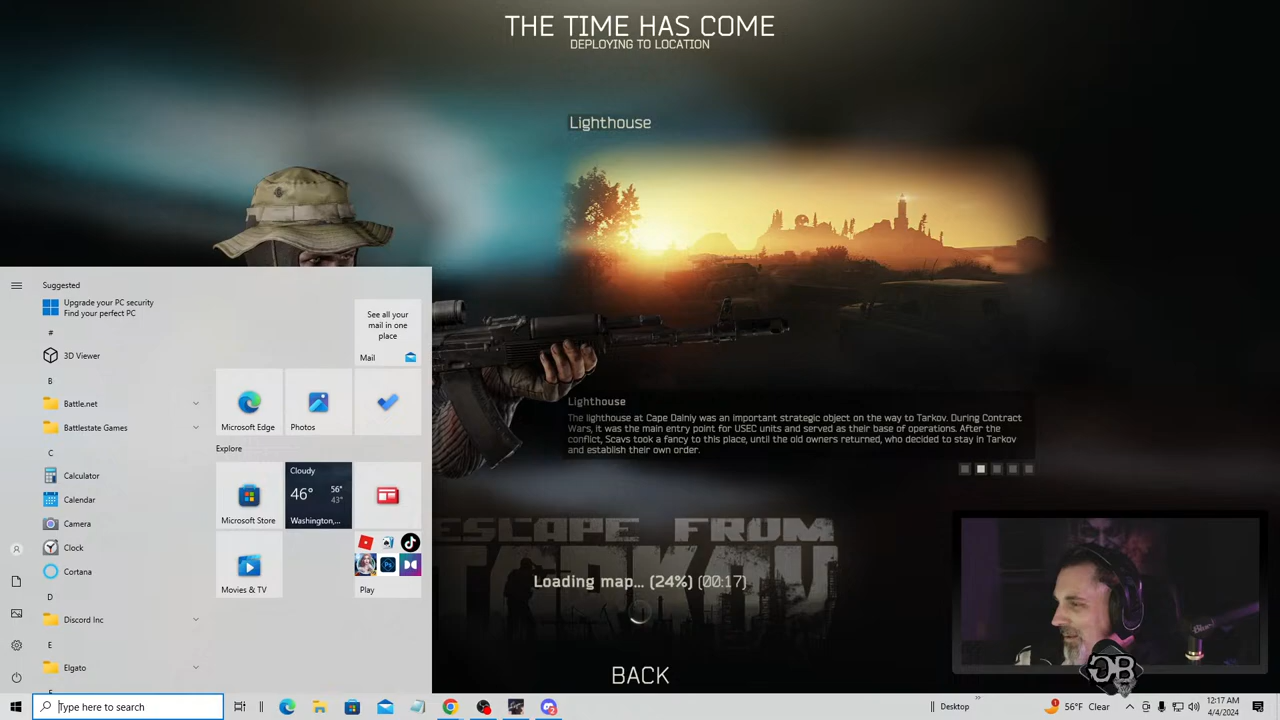 THE TIME HAS COME
DEPLOYING TO LOCATION
Lighthouse
Lighthouse
The lighthouse at Cape Dalniy was an important strategic object on the way to Tarkov. During Contract
Wars, it was the main entry point for USEC units and served as their base of operations. After the
conflict, Scavs took a fancy to this place, until the old owners returned, who decided to stay in Tarkov
and establish their own order.
ESCAPE FROM
TARKOV
Loading map... (24%) (00:17)
BACK
Suggested
Upgrade your PC security
Find your perfect PC
#
3D Viewer
B
Battle.net
Battlestate Games
C
Calculator
Calendar
Camera
Clock
Cortana
D
Discord Inc
E
Elgato
See all your
mail in one
place
Mail
Microsoft Edge
Photos
Explore
Microsoft Store
Cloudy
46°
56°
43°
Washington,...
Movies & TV
Ps
Play
Blue
GB
Type here to search
Desktop
56°F Clear
12:17 AM
4/4/2024